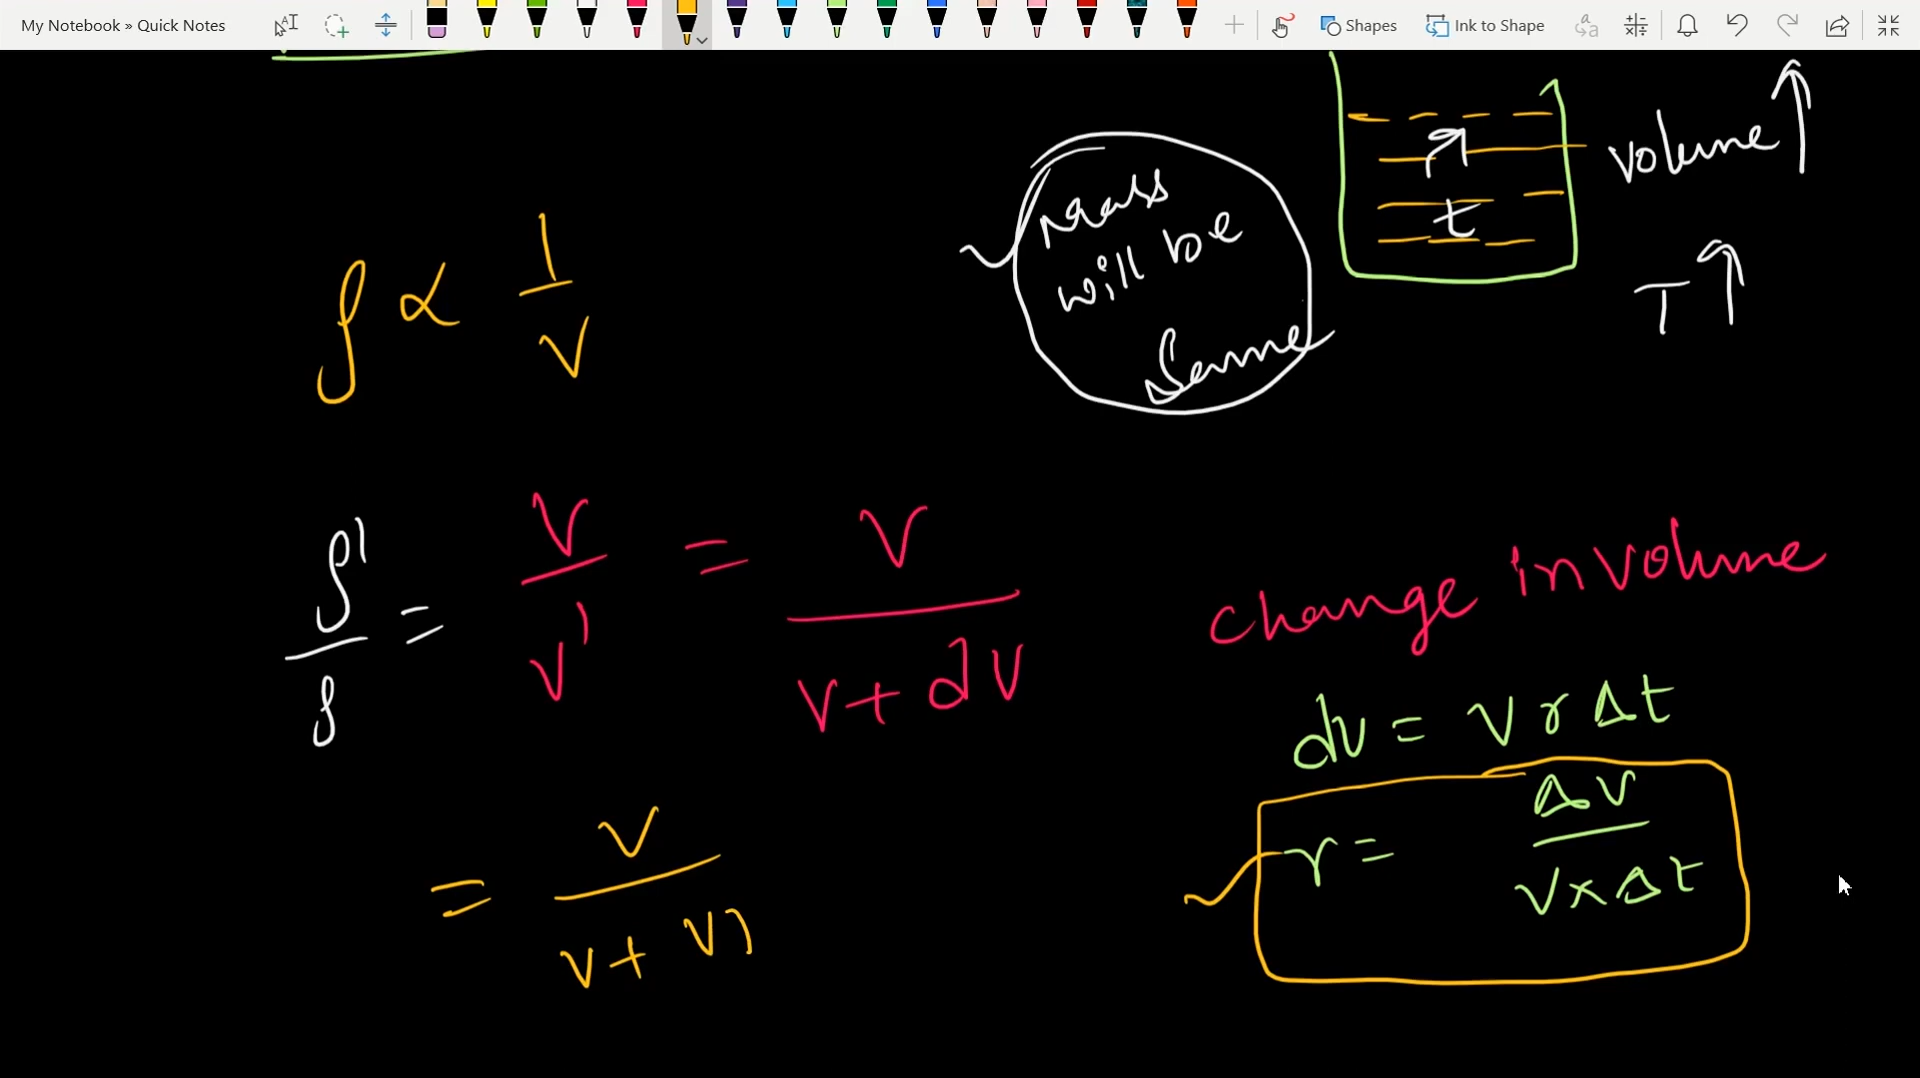 My Notebook » Quick Notes
Shapes
Ink to Shape
volume ↑
t
T ↑
Mass
will be
Same
ρ ∝ 1/V
ρ'/ρ = V/V' = V/(V + dV)
change in volume
dV = V γ Δt
γ = ΔV/(V × Δt)
= V/(V + Vγ